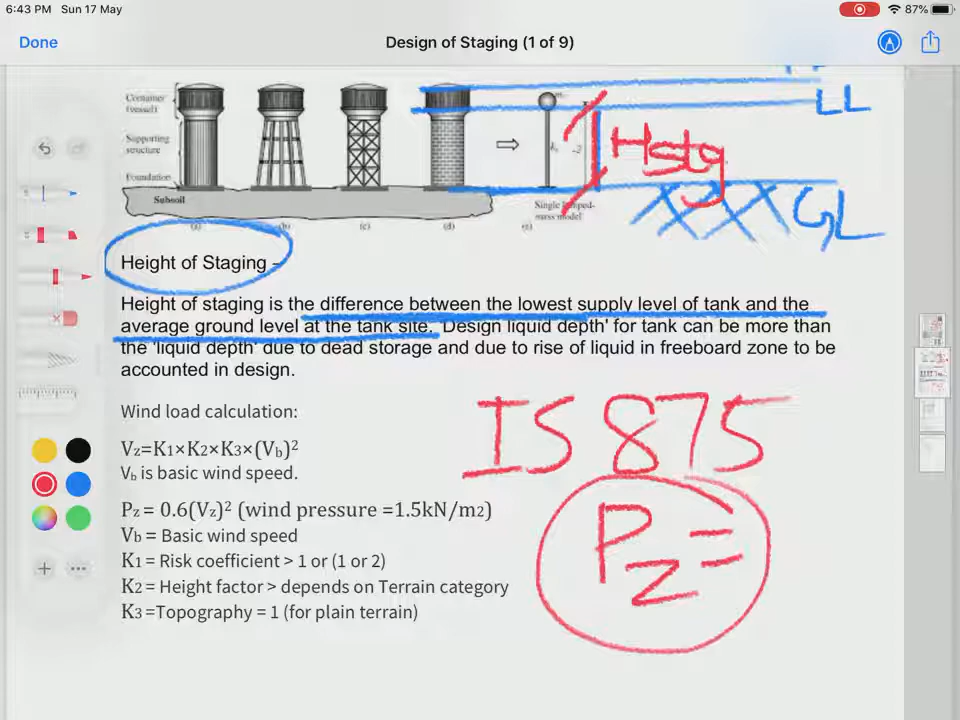 6:43 PM Sun 17 May
87%
Done
Design of Staging (1 of 9)
Container
(vessel)
Supporting
structure
Foundation
Subsoil
(a)
(c)
(d)
(e)
Single lumped-
mass model
LL
Hstg
GL
Height of Staging -
Height of staging is the difference between the lowest supply level of tank and the
average ground level at the tank site. 'Design liquid depth' for tank can be more than
the 'liquid depth' due to dead storage and due to rise of liquid in freeboard zone to be
accounted in design.
Wind load calculation:
Vz=K1×K2×K3×(Vb)²
Vb is basic wind speed.
Pz = 0.6(Vz)² (wind pressure =1.5kN/m2)
Vb = Basic wind speed
K1 = Risk coefficient > 1 or (1 or 2)
K2 = Height factor > depends on Terrain category
K3 =Topography = 1 (for plain terrain)
IS 875
Pz =